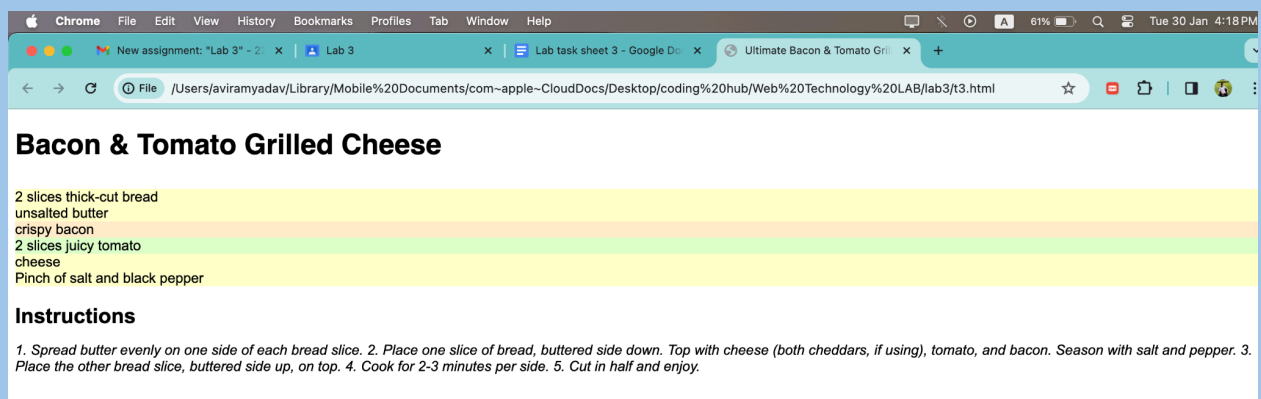 Chrome File Edit View History Bookmarks Profiles Tab Window Help A 61% Tue 30 Jan 4:18 PM
New assignment: "Lab 3" - 2 Lab 3 Lab task sheet 3 - Google Do Ultimate Bacon & Tomato Gril
File /Users/aviramyadav/Library/Mobile%20Documents/com~apple~CloudDocs/Desktop/coding%20hub/Web%20Technology%20LAB/lab3/t3.html
Bacon & Tomato Grilled Cheese
2 slices thick-cut bread
unsalted butter
crispy bacon
2 slices juicy tomato
cheese
Pinch of salt and black pepper
Instructions
1. Spread butter evenly on one side of each bread slice. 2. Place one slice of bread, buttered side down. Top with cheese (both cheddars, if using), tomato, and bacon. Season with salt and pepper. 3.
Place the other bread slice, buttered side up, on top. 4. Cook for 2-3 minutes per side. 5. Cut in half and enjoy.